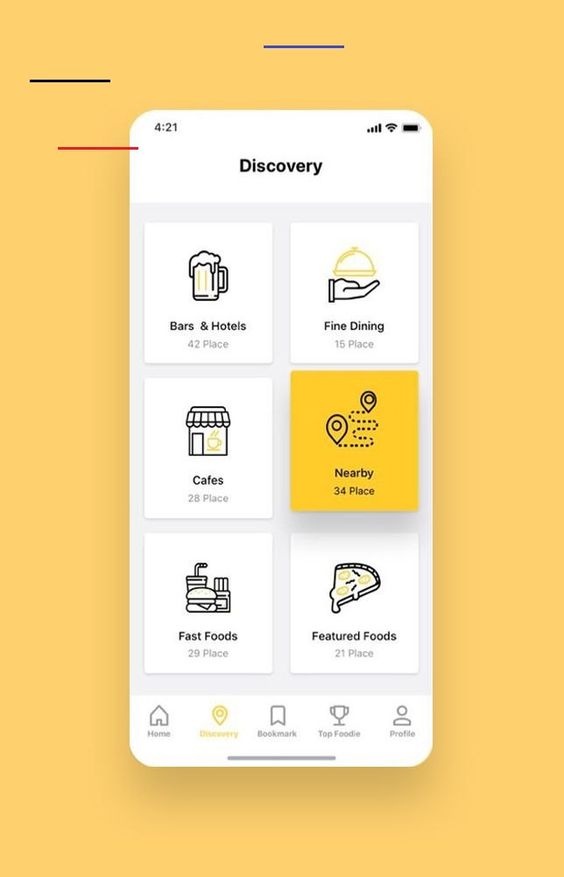 4:21
Discovery
Bars & Hotels
42 Place
Fine Dining
15 Place
Cafes
28 Place
Nearby
34 Place
Fast Foods
29 Place
Featured Foods
21 Place
Home
Discovery
Bookmark
Top Foodie
Profile